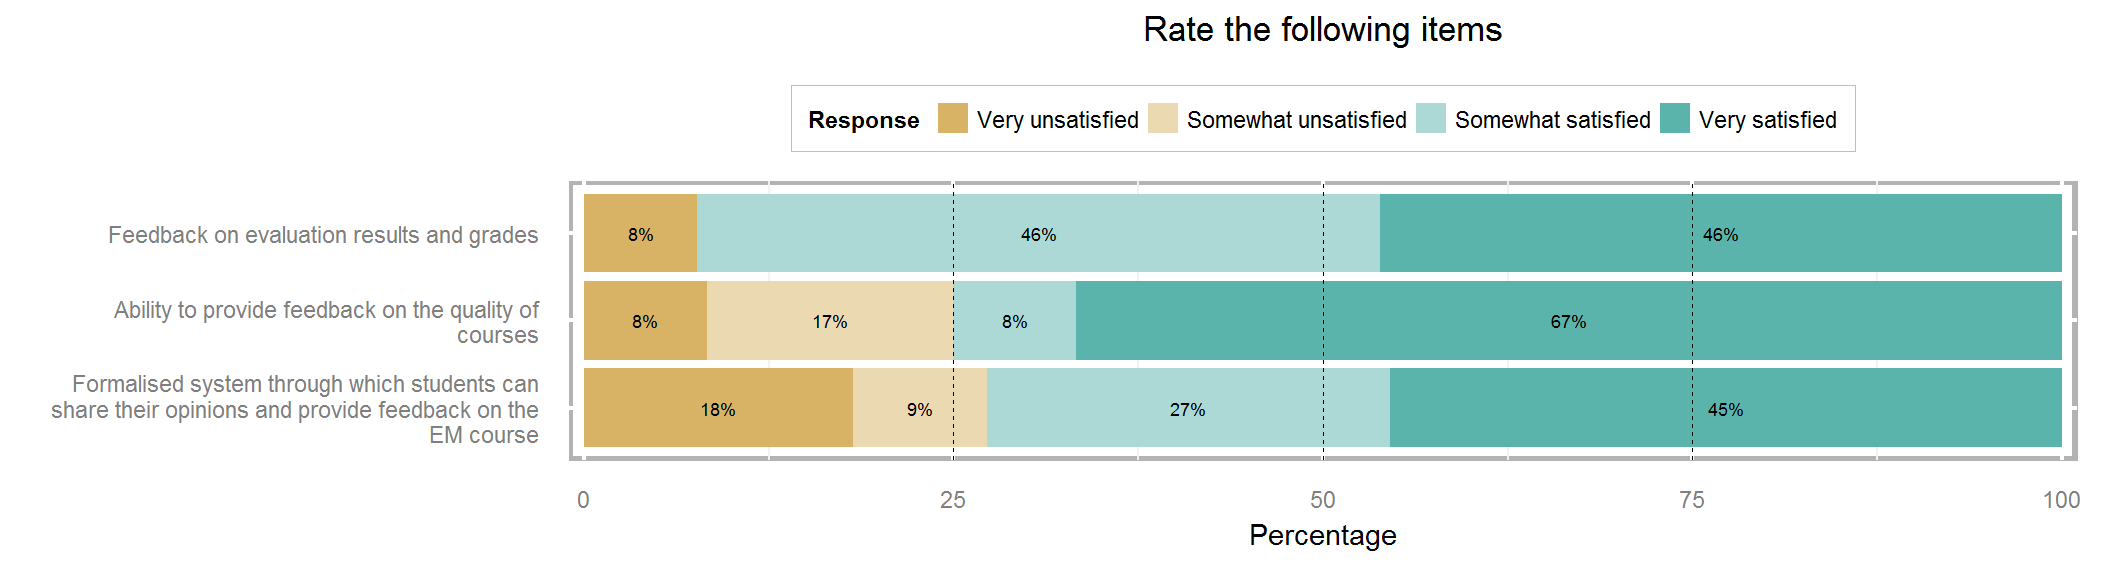 Rate the following items
Response Very unsatisfied Somewhat unsatisfied Somewhat satisfied Very satisfied
Feedback on evaluation results and grades
8% 46% 46%
Ability to provide feedback on the quality of
courses
8% 17% 8% 67%
Formalised system through which students can
share their opinions and provide feedback on the
EM course
18% 9% 27% 45%
0 25 50 75 100
Percentage